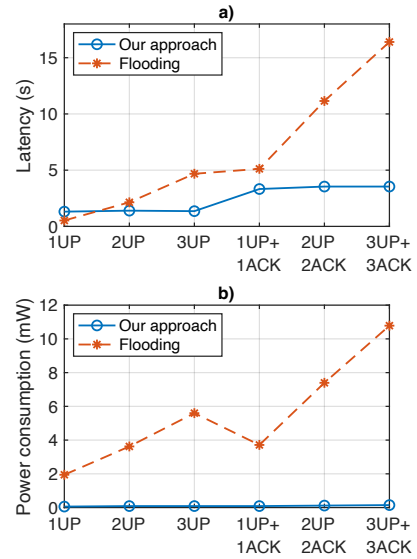 a)
Latency (s)
15
10
5
0
Our approach
Flooding
1UP 2UP 3UP 1UP+ 2UP 3UP+
1ACK 2ACK 3ACK
b)
Power consumption (mW)
12
10
8
6
4
2
0
Our approach
Flooding
1UP 2UP 3UP 1UP+ 2UP 3UP+
1ACK 2ACK 3ACK